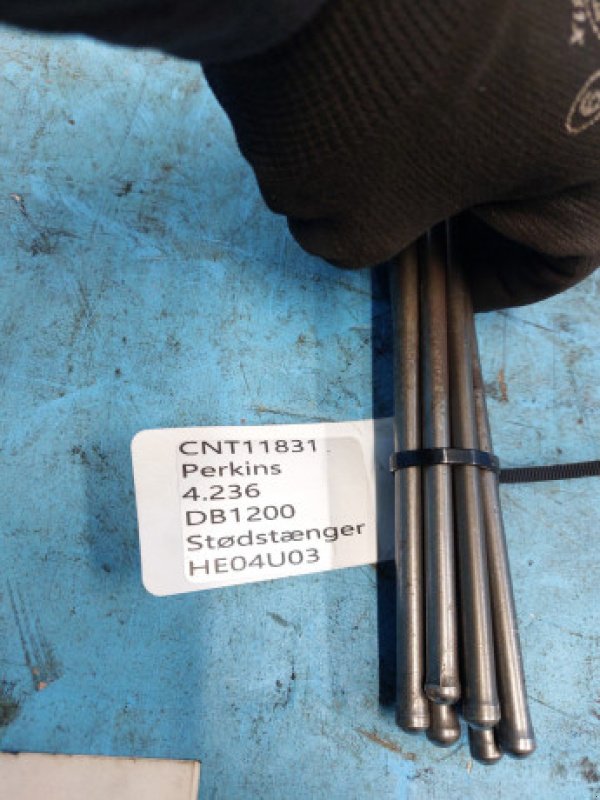 CNT11831
Perkins
4.236
DB1200
Stødstænger
HE04U03